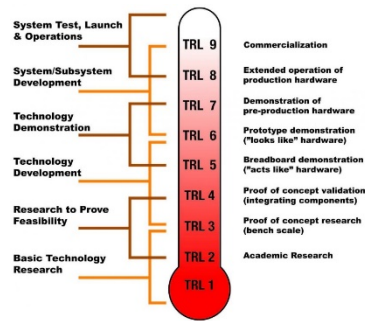 System Test, Launch
& Operations
System/Subsystem
Development
Technology
Demonstration
Technology
Development
Research to Prove
Feasibility
Basic Technology
Research
TRL 9
TRL 8
TRL 7
TRL 6
TRL 5
TRL 4
TRL 3
TRL 2
TRL 1
Commercialization
Extended operation of
production hardware
Demonstration of
pre-production hardware
Prototype demonstration
("looks like" hardware)
Breadboard demonstration
("acts like" hardware)
Proof of concept validation
(integrating components)
Proof of concept research
(bench scale)
Academic Research